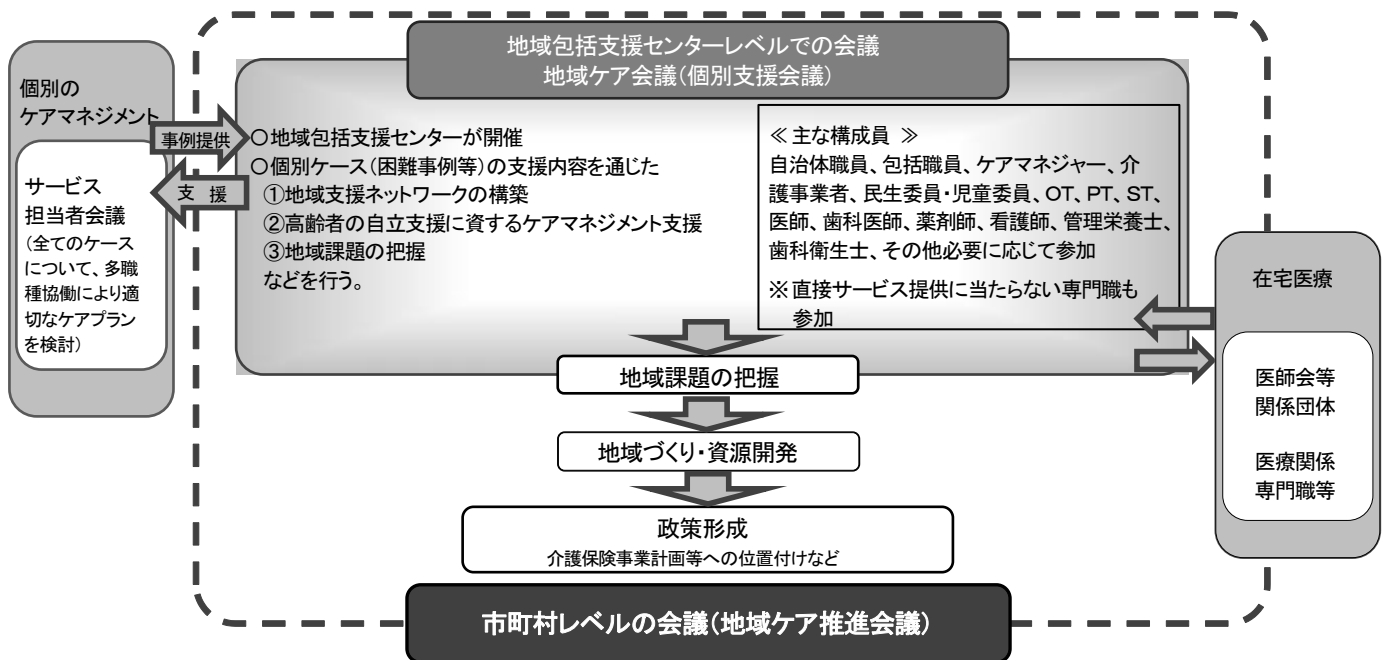 地域包括支援センターレベルでの会議
地域ケア会議(個別支援会議)
個別の
ケアマネジメント
サービス
担当者会議
(全てのケース
について、多職
種協働により適
切なケアプラン
を検討)
事例提供
支 援
○地域包括支援センターが開催
○個別ケース(困難事例等)の支援内容を通じた
①地域支援ネットワークの構築
②高齢者の自立支援に資するケアマネジメント支援
③地域課題の把握
などを行う。
≪ 主な構成員 ≫
自治体職員、包括職員、ケアマネジャー、介
護事業者、民生委員・児童委員、OT、PT、ST、
医師、歯科医師、薬剤師、看護師、管理栄養士、
歯科衛生士、その他必要に応じて参加
※ 直接サービス提供に当たらない専門職も
参加
在宅医療
医師会等
関係団体
医療関係
専門職等
地域課題の把握
地域づくり・資源開発
政策形成
介護保険事業計画等への位置付けなど
市町村レベルの会議(地域ケア推進会議)